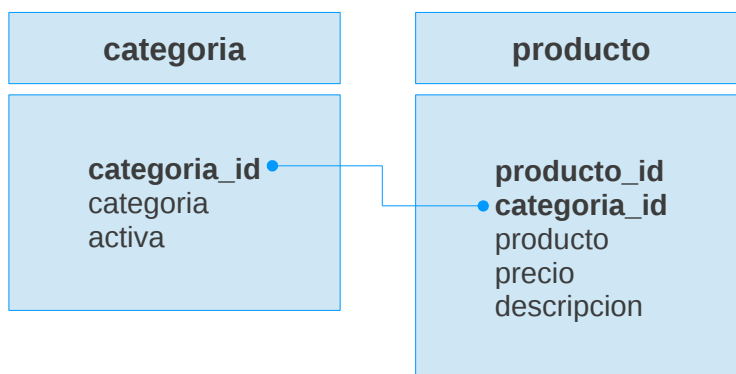 categoria
categoria_id
categoria
activa
producto
producto_id
categoria_id
producto
precio
descripcion